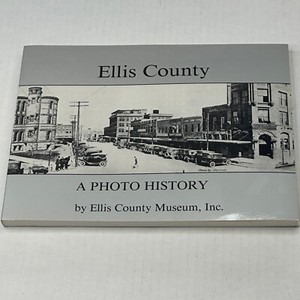 Ellis County
A PHOTO HISTORY
by Ellis County Museum, Inc.